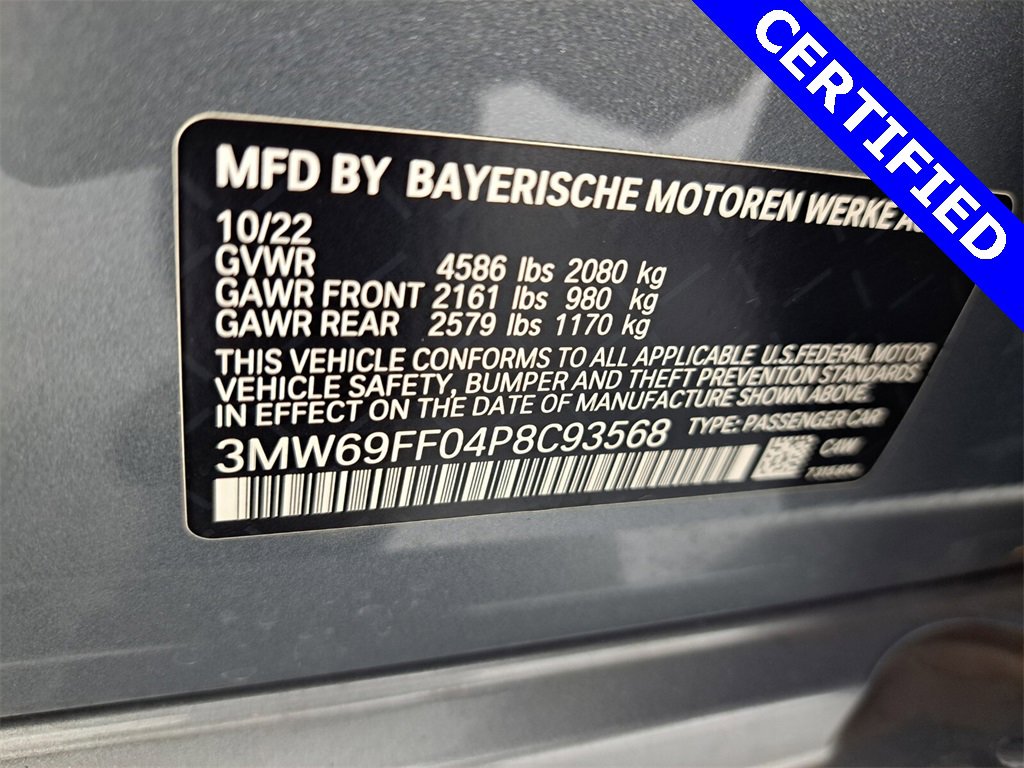 CERTIFIED
MFD BY BAYERISCHE MOTOREN WERKE
10/22
GVWR 4586 lbs 2080 kg
GAWR FRONT 2161 lbs 980 kg
GAWR REAR 2579 lbs 1170 kg
THIS VEHICLE CONFORMS TO ALL APPLICABLE U.S. FEDERAL MOTOR
VEHICLE SAFETY, BUMPER AND THEFT PREVENTION STANDARDS
IN EFFECT ON THE DATE OF MANUFACTURE SHOWN ABOVE.
3MW69FF04P8C93568 TYPE: PASSENGER CAR